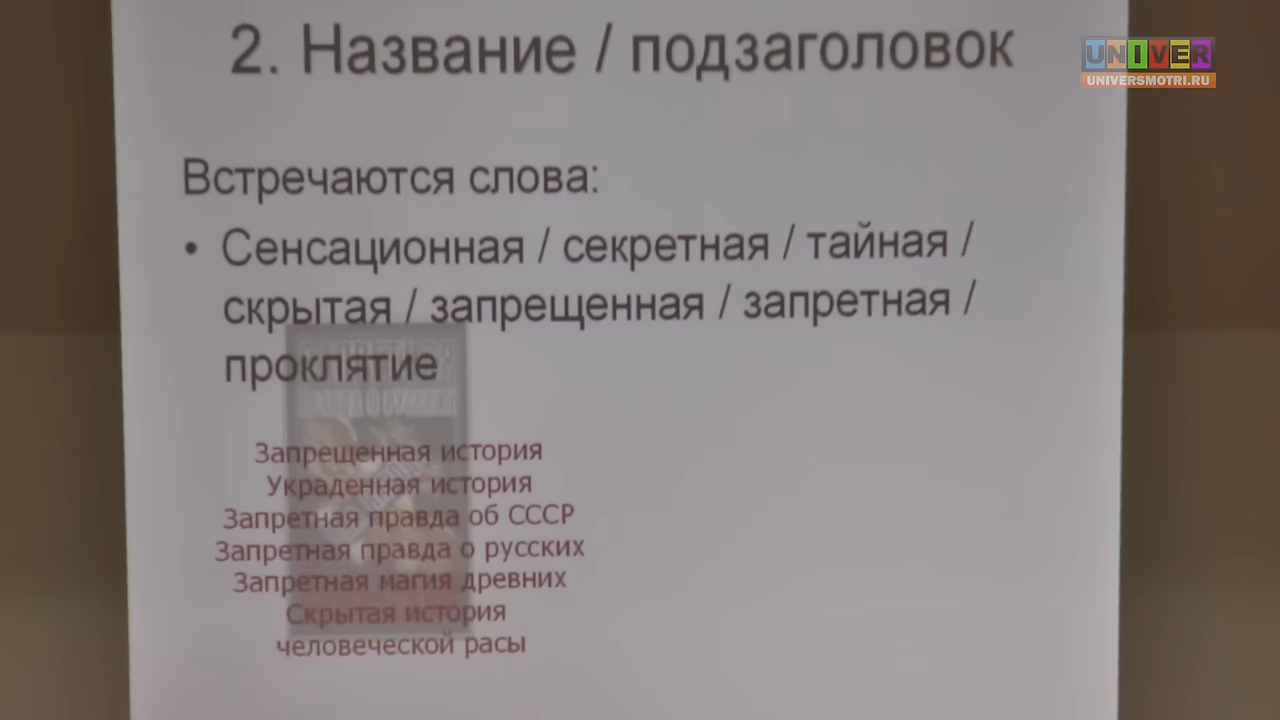 2. Название / подзаголовок
UNIVER
UNIVERSMOTRI.RU
Встречаются слова:
• Сенсационная / секретная / тайная /
скрытая / запрещенная / запретная /
проклятие
Запрещенная история
Украденная история
Запретная правда об СССР
Запретная правда о русских
Запретная магия древних
Скрытая история
человеческой расы